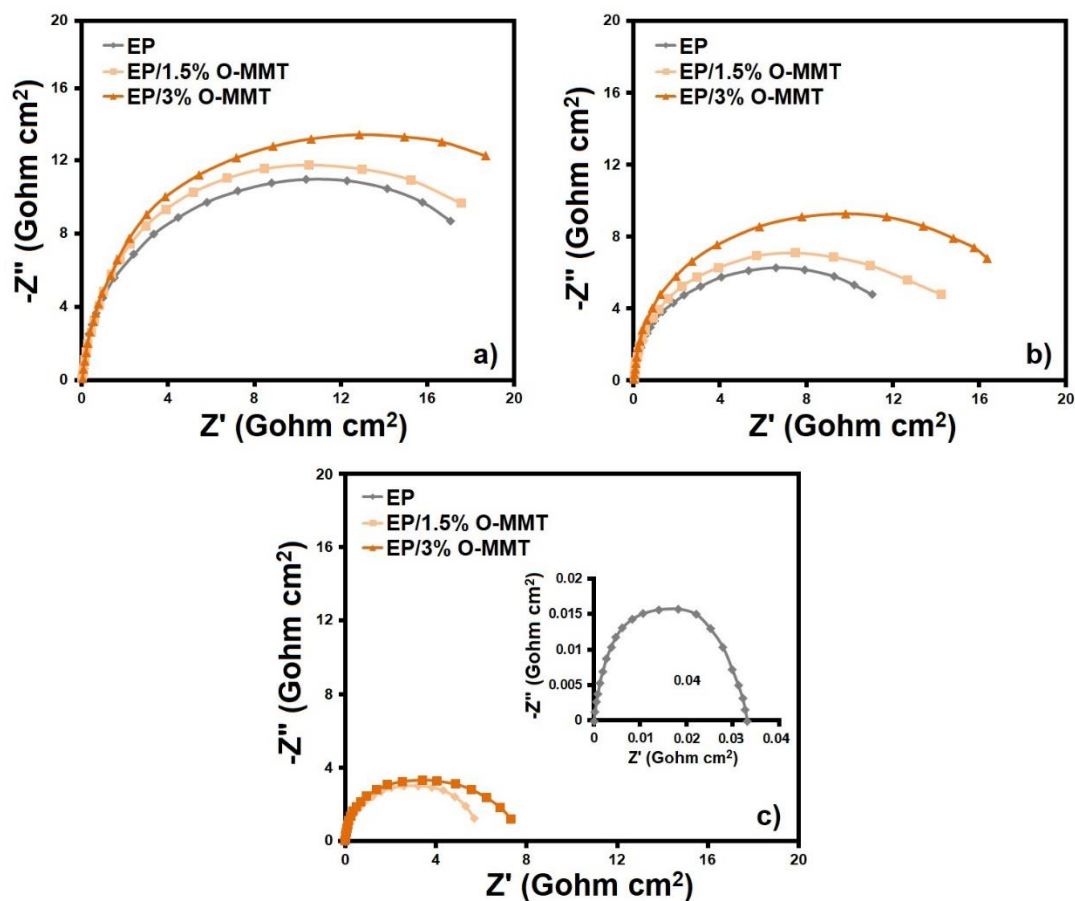 20
16
12
8
4
0
-Z" (Gohm cm²)
EP
EP/1.5% O-MMT
EP/3% O-MMT
a)
0 4 8 12 16 20
Z' (Gohm cm²)
20
16
12
8
4
0
-Z" (Gohm cm²)
EP
EP/1.5% O-MMT
EP/3% O-MMT
b)
0 4 8 12 16 20
Z' (Gohm cm²)
20
16
12
8
4
0
-Z" (Gohm cm²)
EP
EP/1.5% O-MMT
EP/3% O-MMT
0.02
0.015
0.01
0.005
0
-Z" (Gohm cm²)
0.04
0 0.01 0.02 0.03 0.04
Z' (Gohm cm²)
c)
0 4 8 12 16 20
Z' (Gohm cm²)